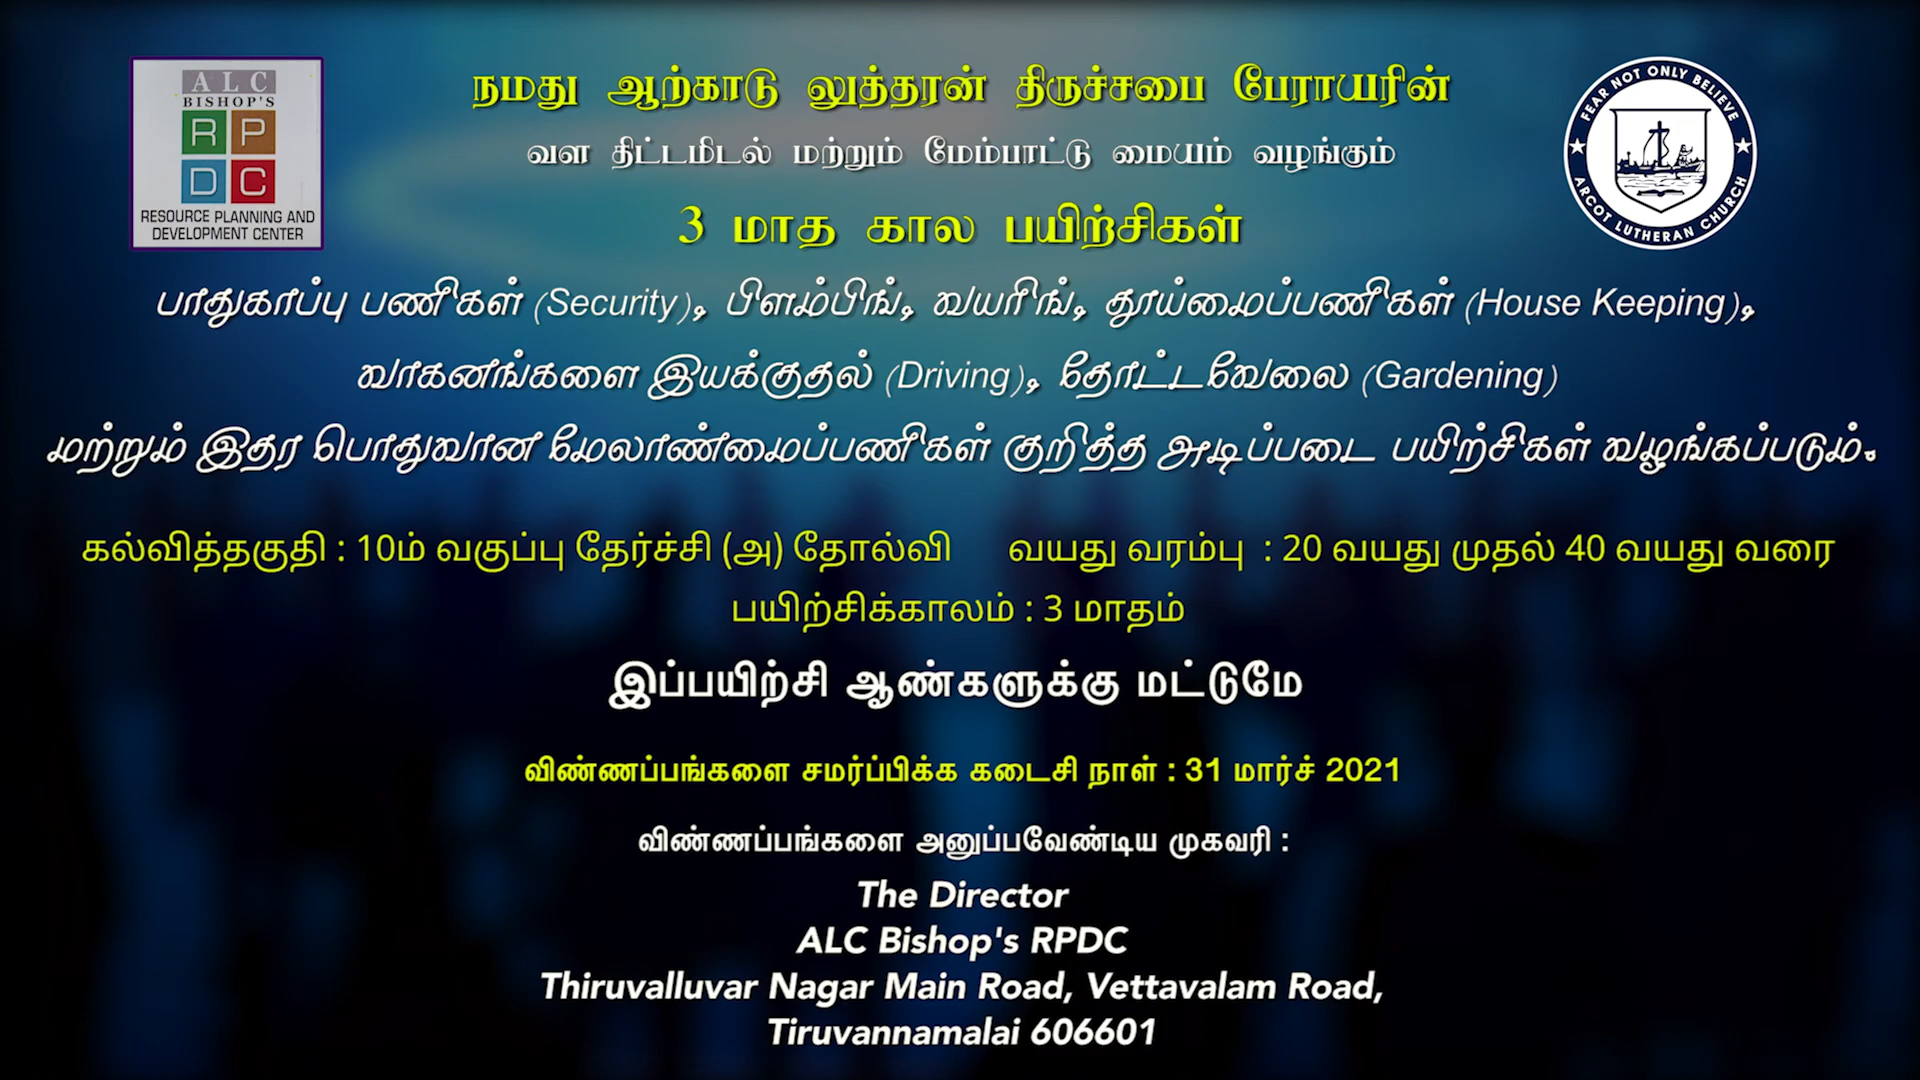 ALC
BISHOP'S
R P
D C
RESOURCE PLANNING AND
DEVELOPMENT CENTER
நமது ஆற்காடு லுத்தரன் திருச்சபை பேராயரின்
வள திட்டமிடல் மற்றும் மேம்பாட்டு மையம் வழங்கும்
3 மாத கால பயிற்சிகள்
FEAR NOT ONLY BELIEVE
ARCOT LUTHERAN CHURCH
பாதுகாப்பு பணிகள் (Security), பிளம்பிங், வயரிங், தூய்மைப்பணிகள் (House Keeping),
வாகனங்களை இயக்குதல் (Driving), தோட்டவேலை (Gardening)
மற்றும் இதர பொதுவான மேலாண்மைப்பணிகள் குறித்த அடிப்படை பயிற்சிகள் வழங்கப்படும்.
கல்வித்தகுதி : 10ம் வகுப்பு தேர்ச்சி (அ) தோல்வி வயது வரம்பு : 20 வயது முதல் 40 வயது வரை
பயிற்சிக்காலம் : 3 மாதம்
இப்பயிற்சி ஆண்களுக்கு மட்டுமே
விண்ணப்பங்களை சமர்ப்பிக்க கடைசி நாள் : 31 மார்ச் 2021
விண்ணப்பங்களை அனுப்பவேண்டிய முகவரி :
The Director
ALC Bishop's RPDC
Thiruvalluvar Nagar Main Road, Vettavalam Road,
Tiruvannamalai 606601